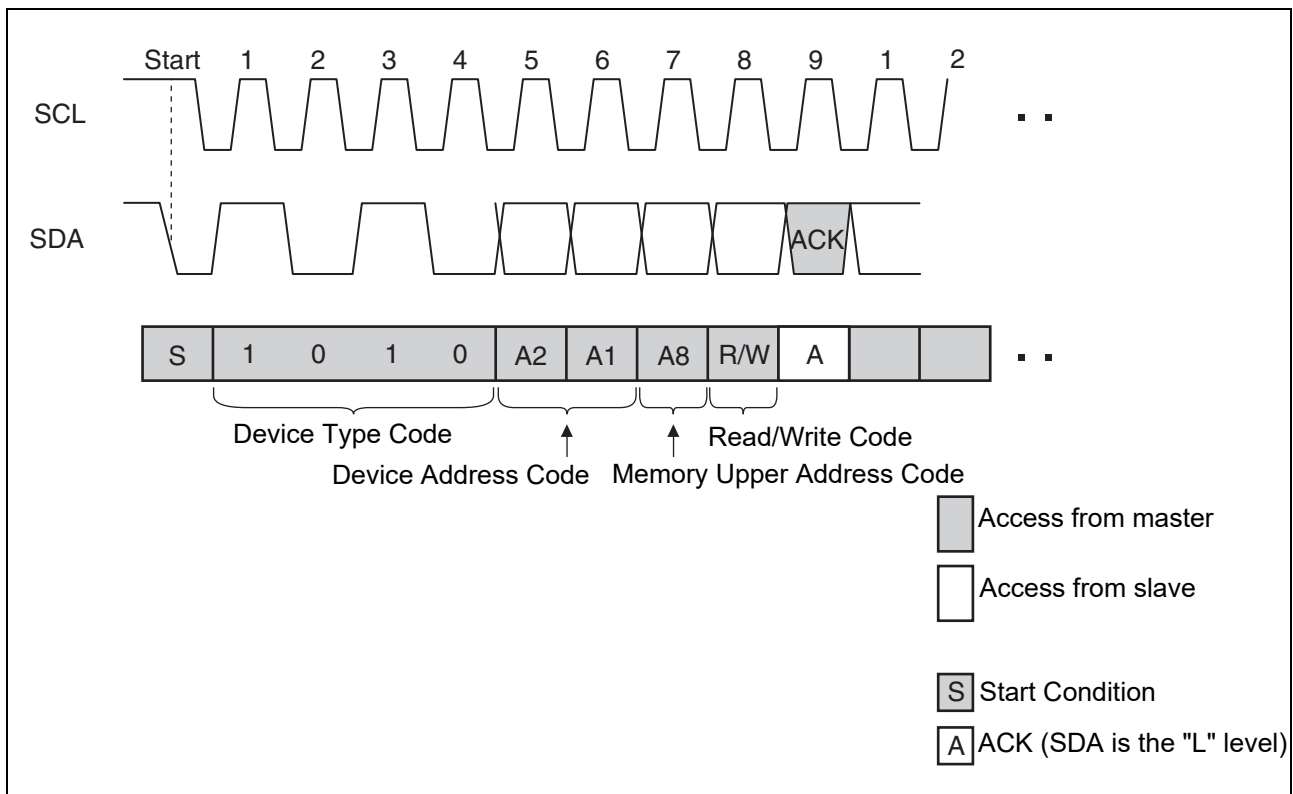 Start 1 2 3 4 5 6 7 8 9 1 2
SCL
SDA
ACK
S 1 0 1 0 A2 A1 A8 R/W A
Device Type Code
Read/Write Code
Device Address Code
Memory Upper Address Code
Access from master
Access from slave
S Start Condition
A ACK (SDA is the "L" level)